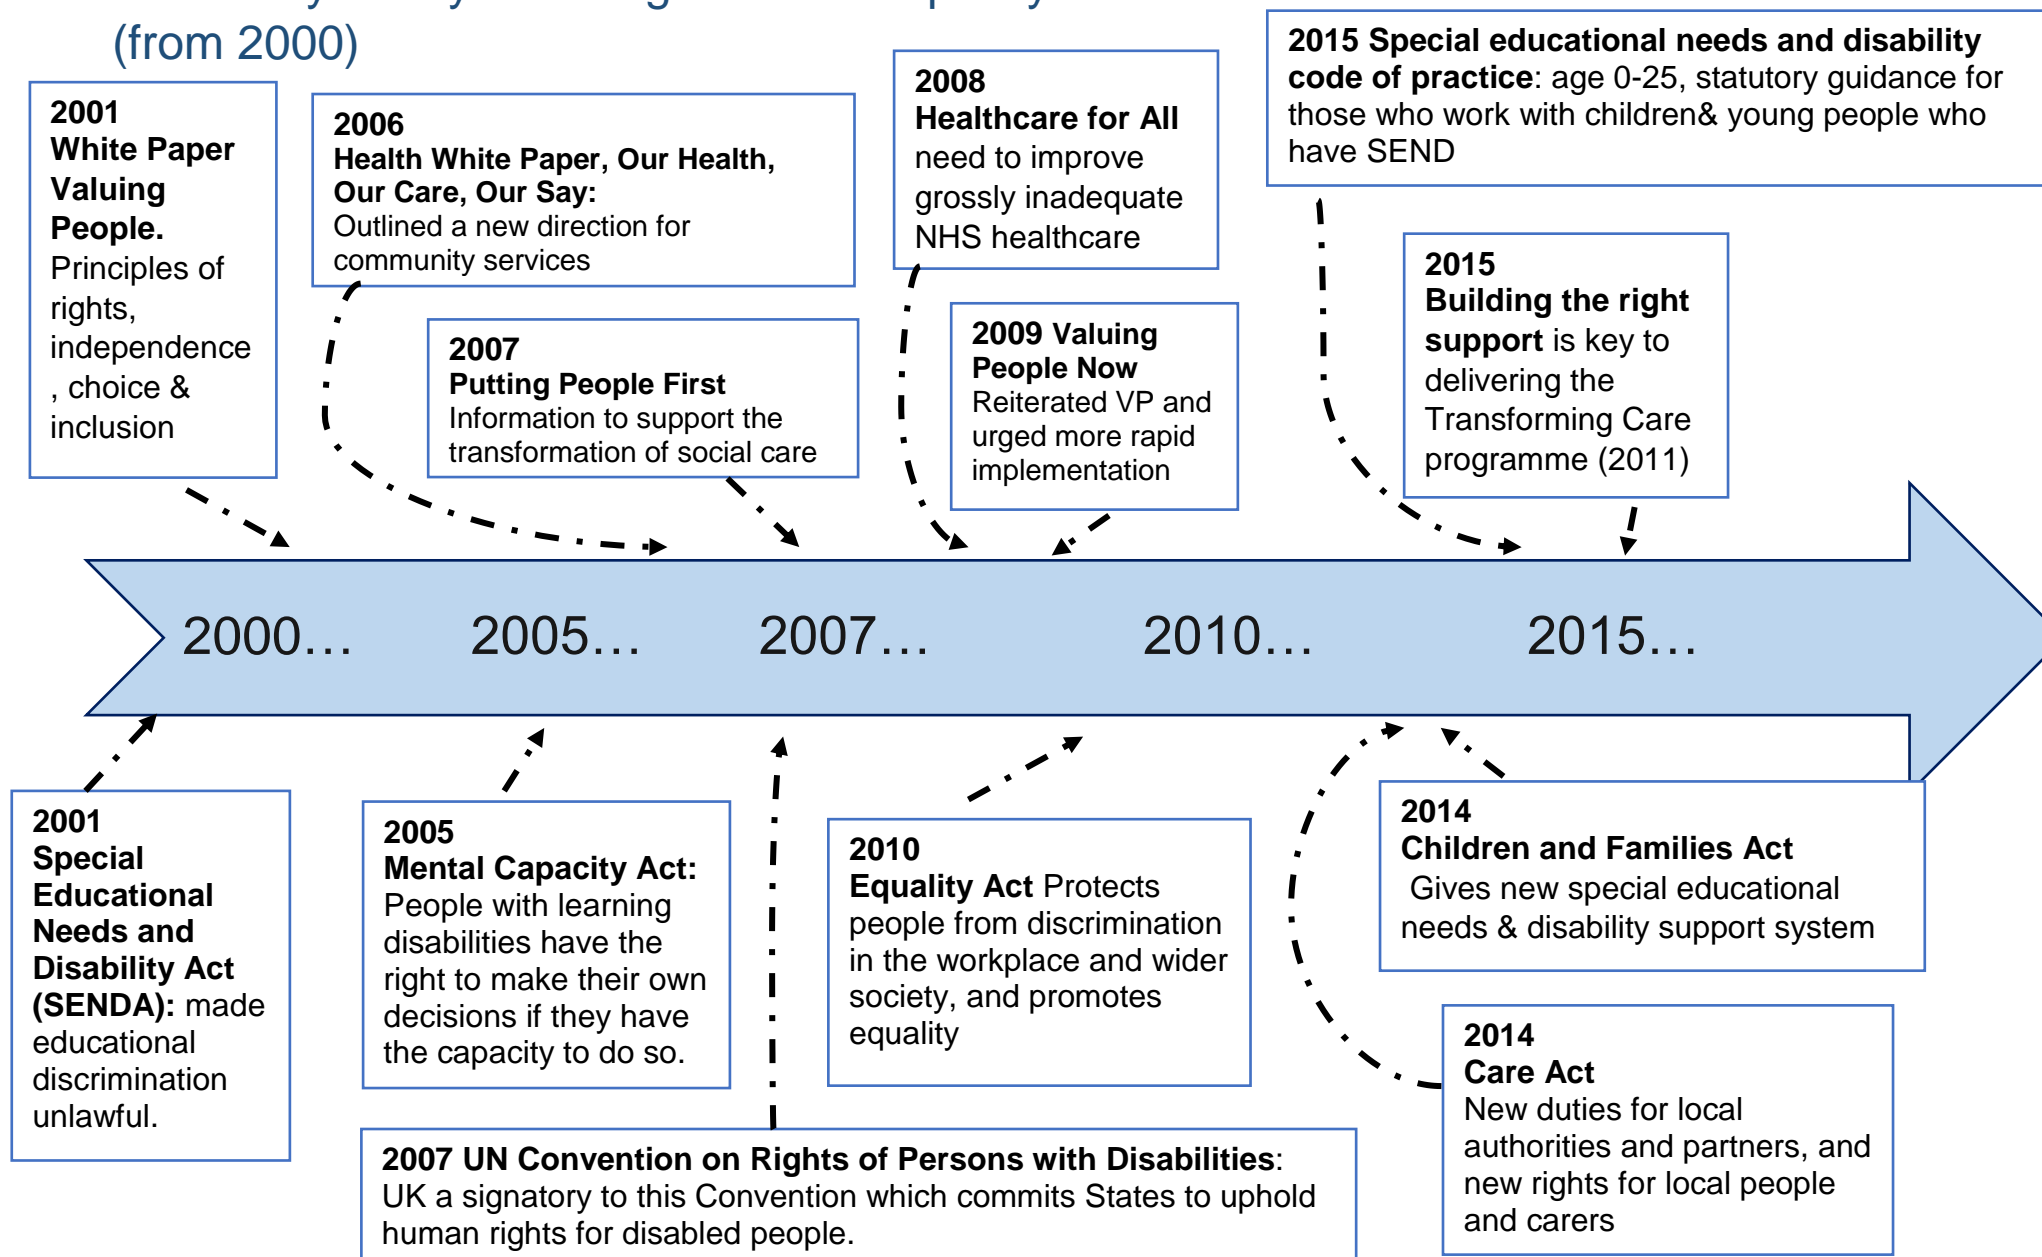 (from 2000)
2001
White Paper
Valuing
People.
Principles of
rights,
independence
, choice &
inclusion
2006
Health White Paper, Our Health,
Our Care, Our Say:
Outlined a new direction for
community services
2007
Putting People First
Information to support the
transformation of social care
2008
Healthcare for All
need to improve
grossly inadequate
NHS healthcare
2009 Valuing
People Now
Reiterated VP and
urged more rapid
implementation
2015 Special educational needs and disability
code of practice: age 0-25, statutory guidance for
those who work with children& young people who
have SEND
2015
Building the right
support is key to
delivering the
Transforming Care
programme (2011)
2000…
2005…
2007…
2010…
2015…
2001
Special
Educational
Needs and
Disability Act
(SENDA): made
educational
discrimination
unlawful.
2005
Mental Capacity Act:
People with learning
disabilities have the
right to make their own
decisions if they have
the capacity to do so.
2007 UN Convention on Rights of Persons with Disabilities:
UK a signatory to this Convention which commits States to uphold
human rights for disabled people.
2010
Equality Act Protects
people from discrimination
in the workplace and wider
society, and promotes
equality
2014
Children and Families Act
Gives new special educational
needs & disability support system
2014
Care Act
New duties for local
authorities and partners, and
new rights for local people
and carers